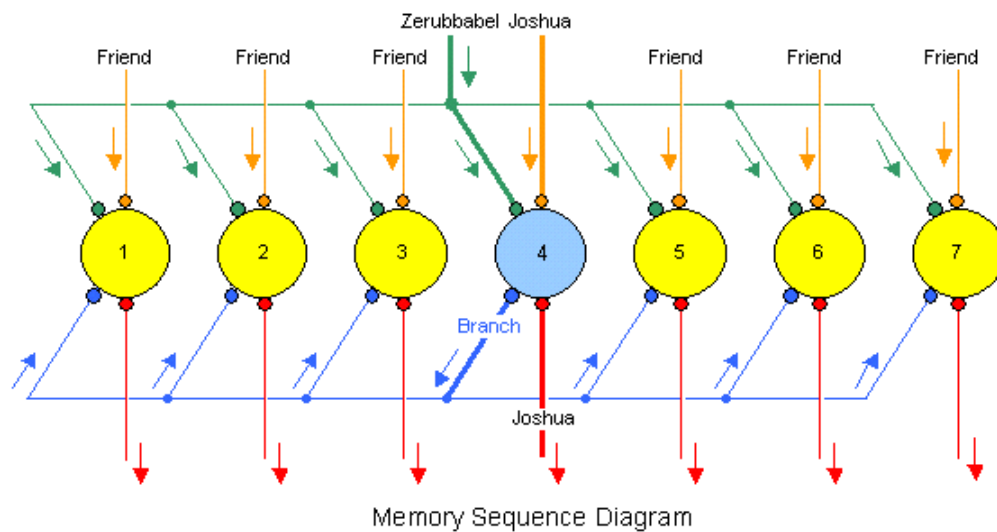 Zerubbabel Joshua
Friend Friend Friend Friend Friend Friend
1 2 3 4 5 6 7
Branch
Joshua
Memory Sequence Diagram